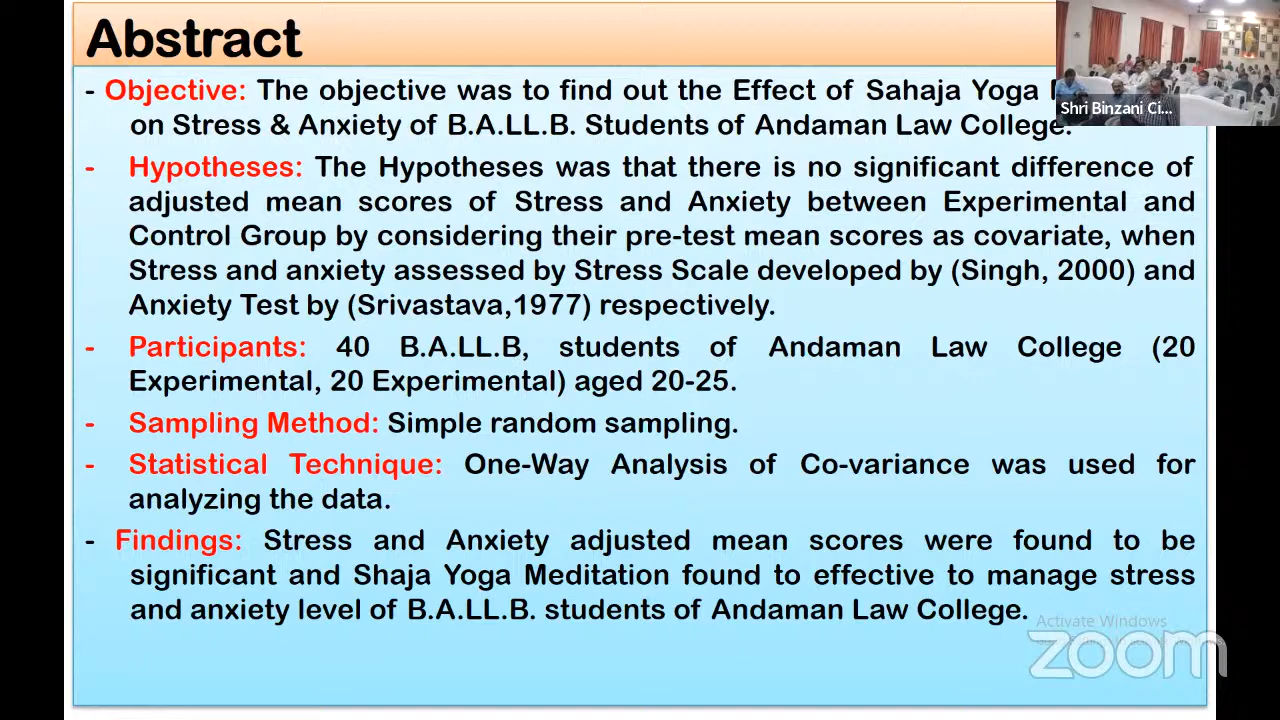 Abstract
- Objective: The objective was to find out the Effect of Sahaja Yoga
on Stress & Anxiety of B.A.LL.B. Students of Andaman Law College.
Shri Binzani Ci...
- Hypotheses: The Hypotheses was that there is no significant difference of
adjusted mean scores of Stress and Anxiety between Experimental and
Control Group by considering their pre-test mean scores as covariate, when
Stress and anxiety assessed by Stress Scale developed by (Singh, 2000) and
Anxiety Test by (Srivastava,1977) respectively.
- Participants: 40 B.A.LL.B, students of Andaman Law College (20
Experimental, 20 Experimental) aged 20-25.
- Sampling Method: Simple random sampling.
- Statistical Technique: One-Way Analysis of Co-variance was used for
analyzing the data.
- Findings: Stress and Anxiety adjusted mean scores were found to be
significant and Shaja Yoga Meditation found to effective to manage stress
and anxiety level of B.A.LL.B. students of Andaman Law College.
Activate Windows
zoom